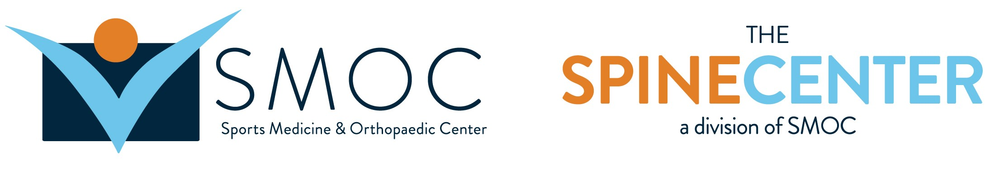 SMOC
Sports Medicine & Orthopaedic Center
THE
SPINECENTER
a division of SMOC